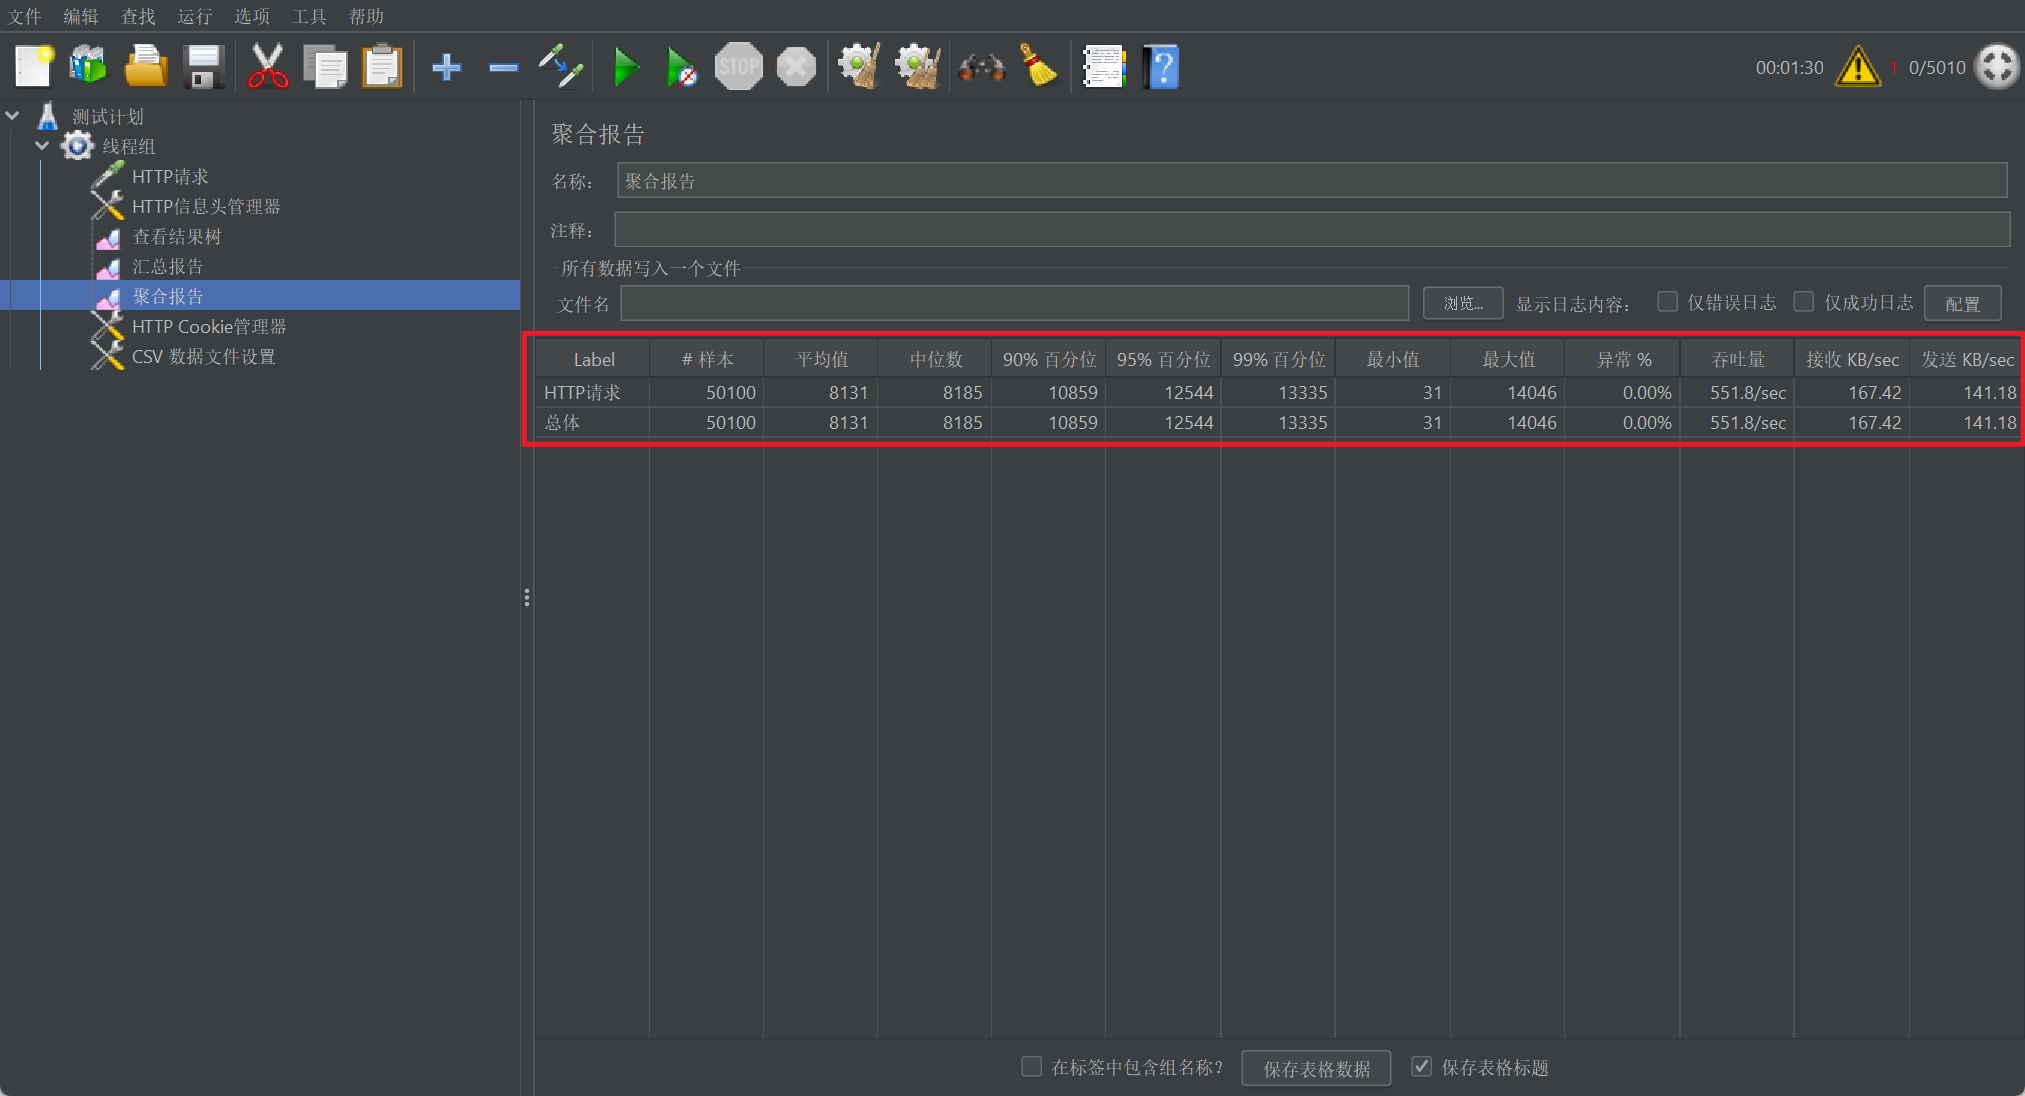 文件 编辑 查找 运行 选项 工具 帮助
STOP
?
00:01:30 1 0/5010
测试计划
线程组
HTTP请求
HTTP信息头管理器
查看结果树
汇总报告
聚合报告
HTTP Cookie管理器
CSV 数据文件设置
聚合报告
名称： 聚合报告
注释：
所有数据写入一个文件
文件名 浏览... 显示日志内容： 仅错误日志 仅成功日志 配置
Label # 样本 平均值 中位数 90% 百分位 95% 百分位 99% 百分位 最小值 最大值 异常 % 吞吐量 接收 KB/sec 发送 KB/sec
HTTP请求 50100 8131 8185 10859 12544 13335 31 14046 0.00% 551.8/sec 167.42 141.18
总体 50100 8131 8185 10859 12544 13335 31 14046 0.00% 551.8/sec 167.42 141.18
在标签中包含组名称？ 保存表格数据 保存表格标题